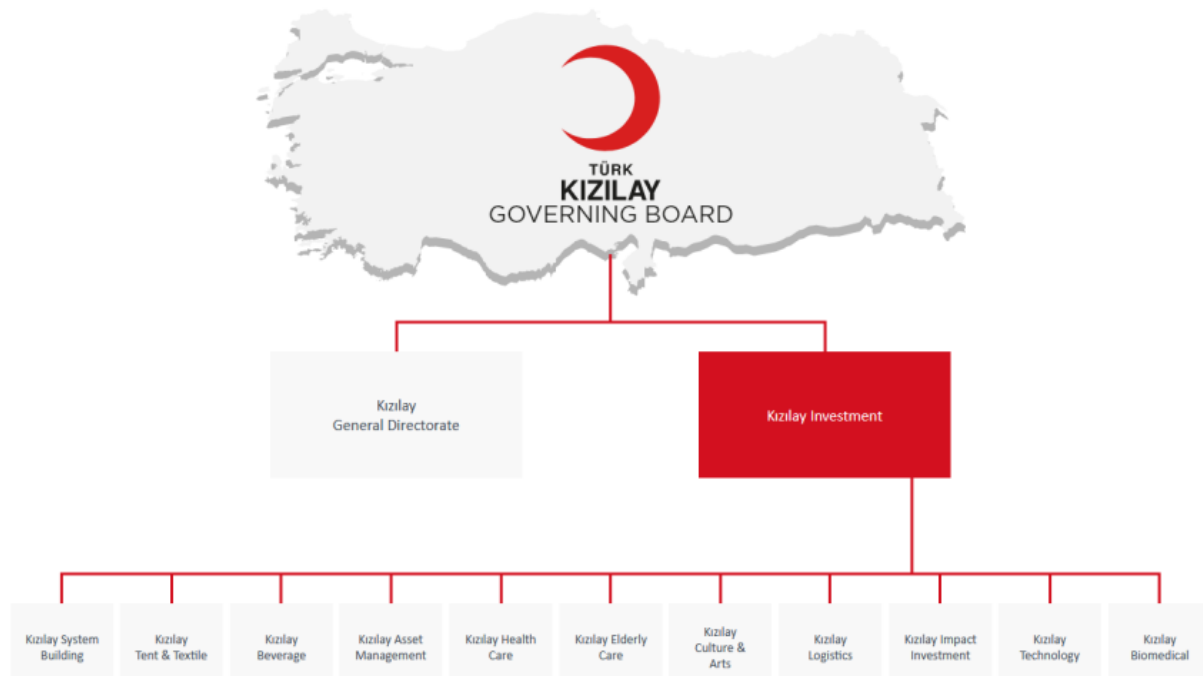 TÜRK
KIZILAY
GOVERNING BOARD
Kızılay
General Directorate
Kızılay Investment
Kızılay System
Building
Kızılay
Tent & Textile
Kızılay
Beverage
Kızılay Asset
Management
Kızılay Health
Care
Kızılay Elderly
Care
Kızılay
Culture &
Arts
Kızılay
Logistics
Kızılay Impact
Investment
Kızılay
Technology
Kızılay
Biomedical